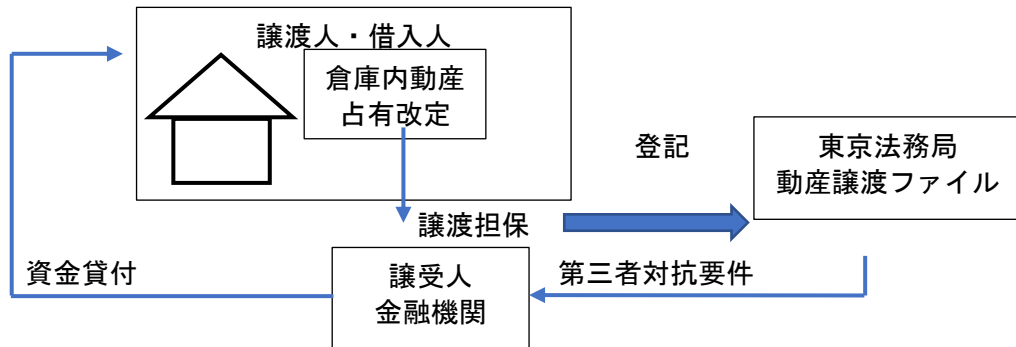 譲渡人・借入人
倉庫内動産
占有改定
登記
東京法務局
動産譲渡ファイル
譲渡担保
資金貸付
譲受人
金融機関
第三者対抗要件